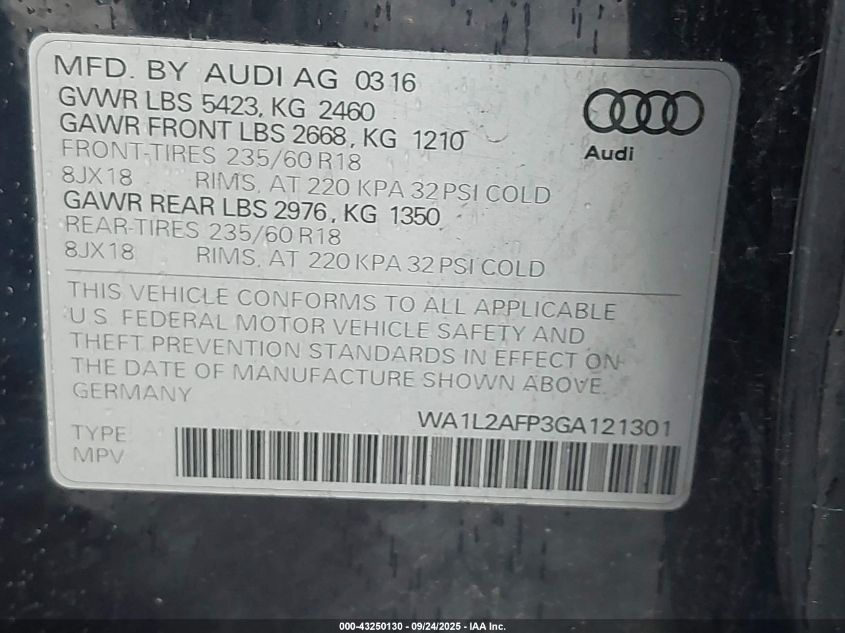 MFD. BY AUDI AG 0316
GVWR LBS 5423, KG 2460
GAWR FRONT LBS 2668, KG 1210
FRONT-TIRES 235/60 R18
8JX18 RIMS, AT 220 KPA 32 PSI COLD
GAWR REAR LBS 2976, KG 1350
REAR-TIRES 235/60 R18
8JX18 RIMS, AT 220 KPA 32 PSI COLD
Audi
THIS VEHICLE CONFORMS TO ALL APPLICABLE
U.S. FEDERAL MOTOR VEHICLE SAFETY AND
THEFT PREVENTION STANDARDS IN EFFECT ON
THE DATE OF MANUFACTURE SHOWN ABOVE.
GERMANY
WA1L2AFP3GA121301
TYPE
MPV
000-43250130 - 09/24/2025 - IAA Inc.